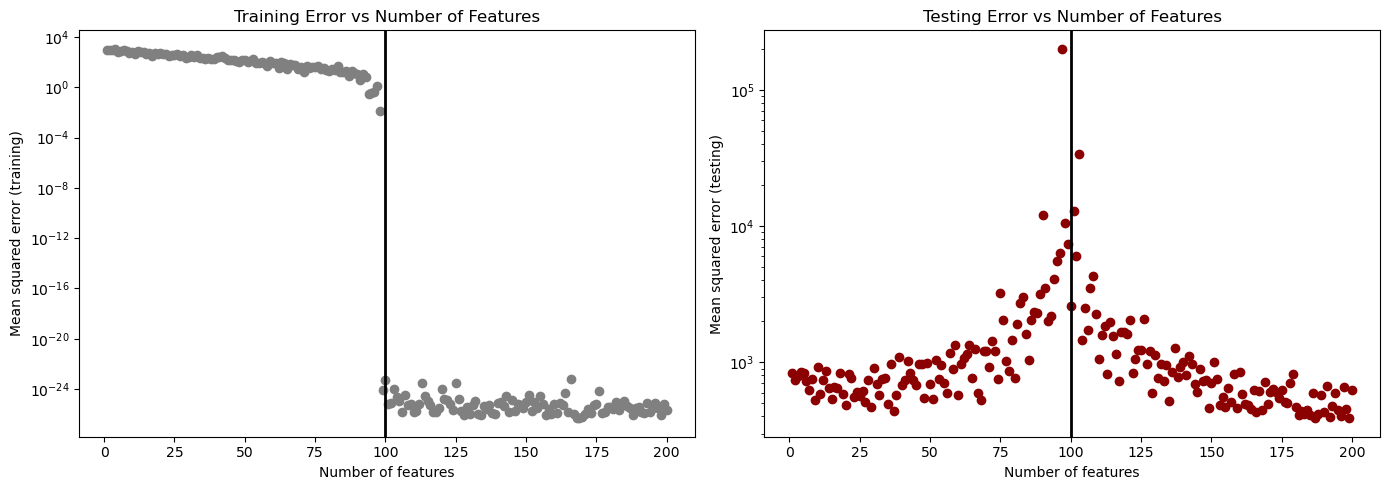 Training Error vs Number of Features
Mean squared error (training)
10^4
10^0
10^-4
10^-8
10^-12
10^-16
10^-20
10^-24
0 25 50 75 100 125 150 175 200
Number of features
Testing Error vs Number of Features
Mean squared error (testing)
10^5
10^4
10^3
0 25 50 75 100 125 150 175 200
Number of features